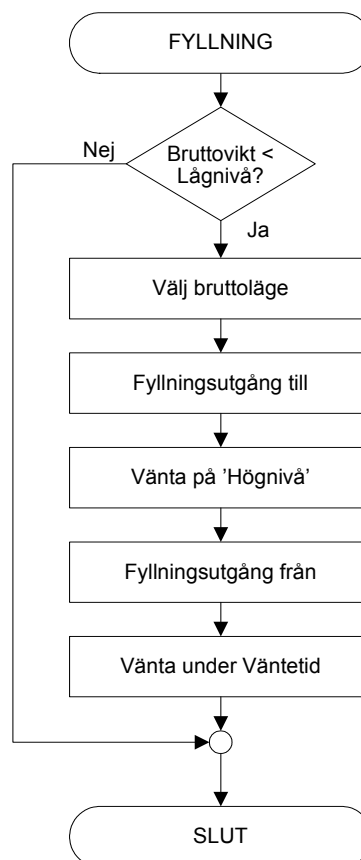 FYLLNING
Bruttovikt <
Lågnivå?
Nej
Ja
Välj bruttoläge
Fyllningsutgång till
Vänta på ’Högnivå’
Fyllningsutgång från
Vänta under Väntetid
SLUT